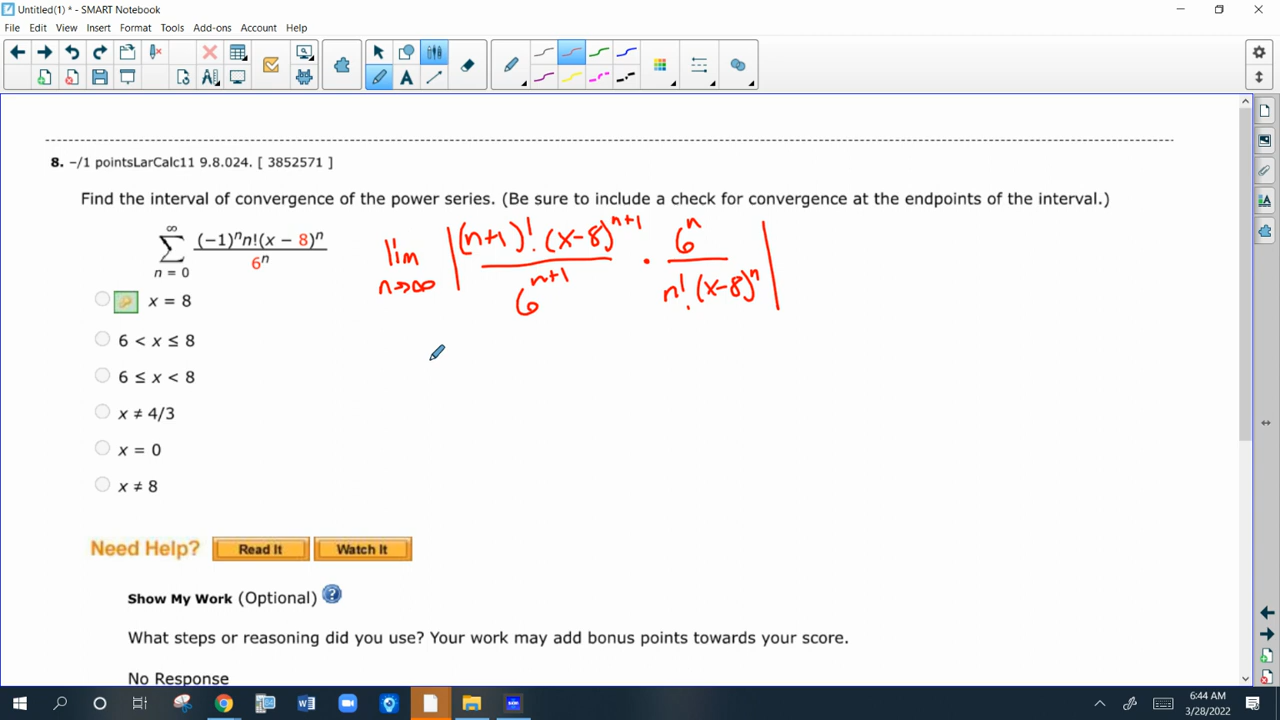 Untitled(1) * - SMART Notebook
File Edit View Insert Format Tools Add-ons Account Help
8. –/1 pointsLarCalc11 9.8.024. [ 3852571 ]
Find the interval of convergence of the power series. (Be sure to include a check for convergence at the endpoints of the interval.)
∞ ∑ n = 0 (−1)ⁿn!(x − 8)ⁿ / 6ⁿ
lim n→∞ | (n+1)! (x-8)ⁿ⁺¹ / 6ⁿ⁺¹ · 6ⁿ / n! (x-8)ⁿ |
x = 8
6 < x ≤ 8
6 ≤ x < 8
x ≠ 4/3
x = 0
x ≠ 8
Need Help? Read It Watch It
Show My Work (Optional) ?
What steps or reasoning did you use? Your work may add bonus points towards your score.
No Response
6:44 AM
3/28/2022